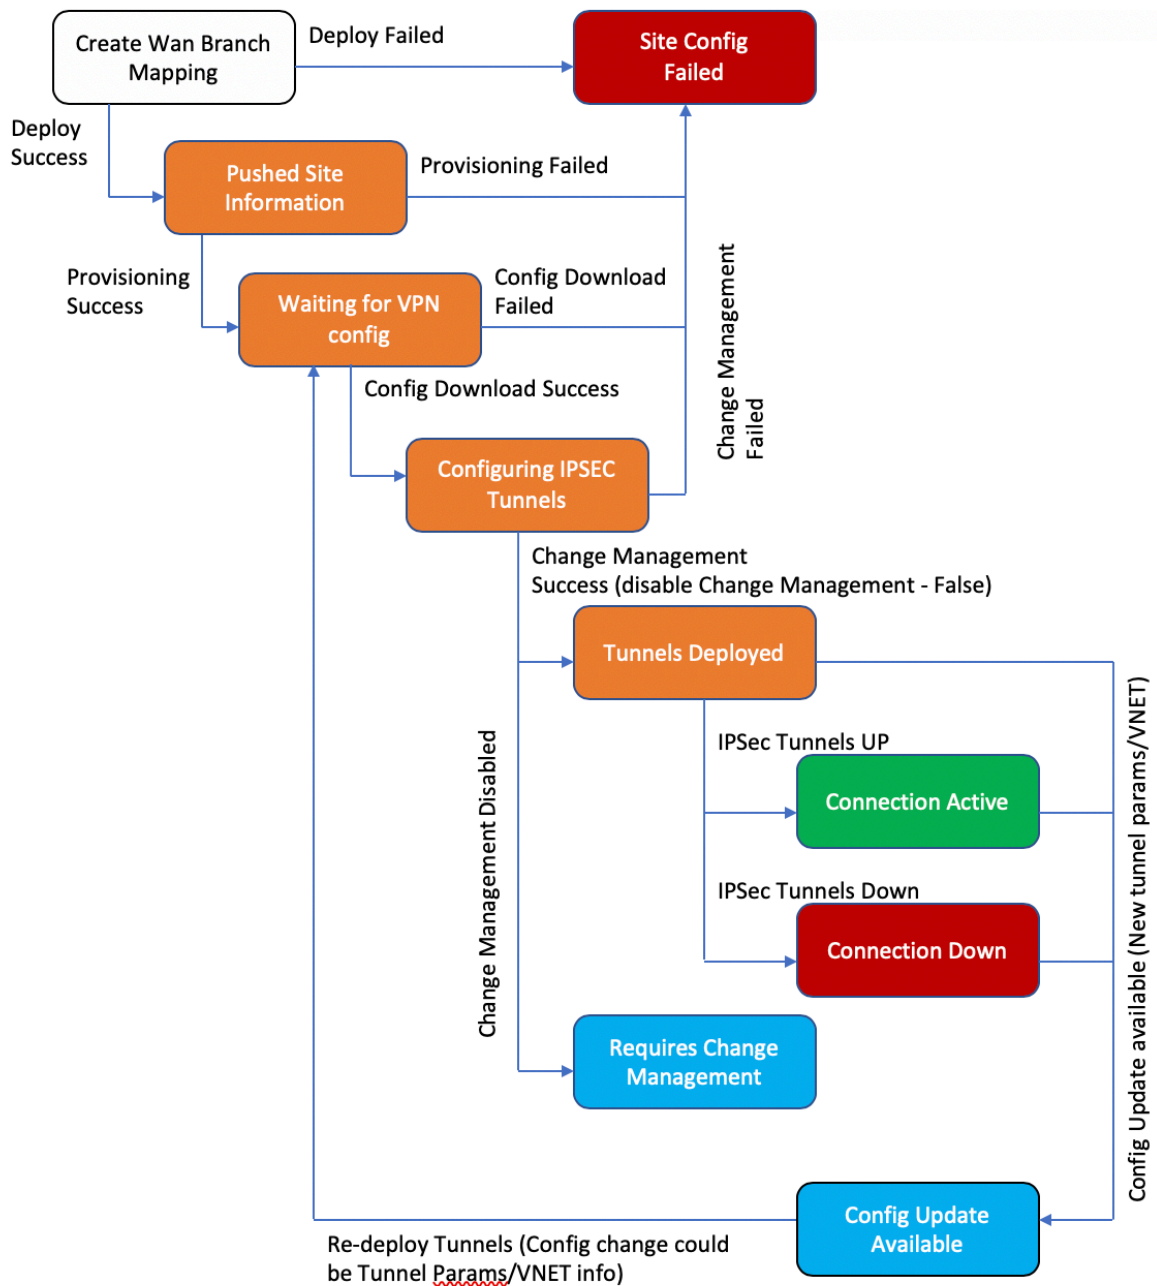 Create Wan Branch
Mapping
Deploy Failed
Site Config
Failed
Deploy
Success
Pushed Site
Information
Provisioning Failed
Provisioning
Success
Waiting for VPN
config
Config Download
Failed
Change Management
Failed
Config Download Success
Configuring IPSEC
Tunnels
Change Management
Success (disable Change Management - False)
Tunnels Deployed
Change Management Disabled
IPSec Tunnels UP
Connection Active
IPSec Tunnels Down
Connection Down
Config Update available (New tunnel params/VNET)
Requires Change
Management
Config Update
Available
Re-deploy Tunnels (Config change could
be Tunnel Params/VNET info)